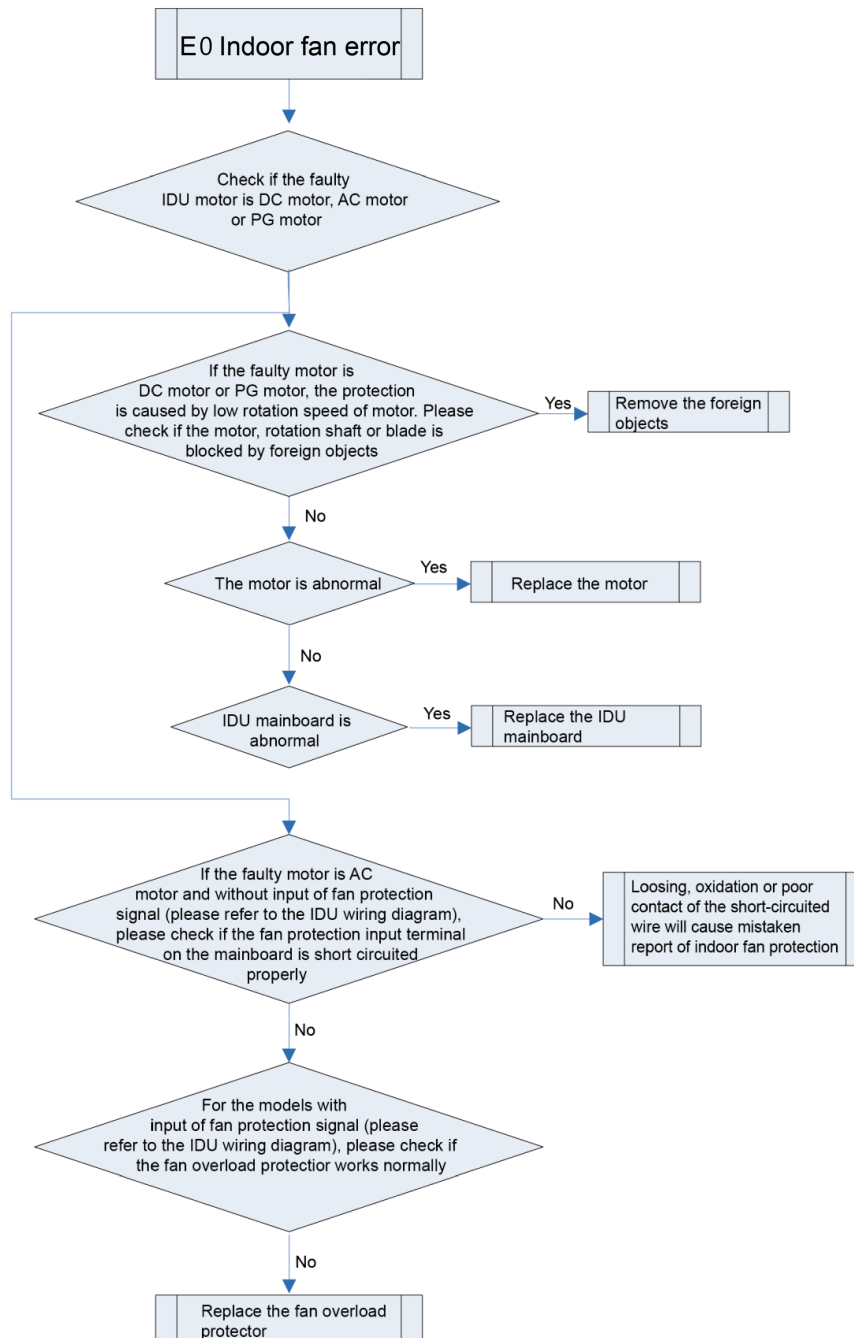 E0 Indoor fan error
Check if the faulty
IDU motor is DC motor, AC motor
or PG motor
If the faulty motor is
DC motor or PG motor, the protection
is caused by low rotation speed of motor. Please
check if the motor, rotation shaft or blade is
blocked by foreign objects
Yes
Remove the foreign
objects
No
The motor is abnormal
Yes
Replace the motor
No
IDU mainboard is
abnormal
Yes
Replace the IDU
mainboard
If the faulty motor is AC
motor and without input of fan protection
signal (please refer to the IDU wiring diagram),
please check if the fan protection input terminal
on the mainboard is short circuited
properly
No
Loosing, oxidation or poor
contact of the short-circuited
wire will cause mistaken
report of indoor fan protection
No
For the models with
input of fan protection signal (please
refer to the IDU wiring diagram), please check if
the fan overload protectior works normally
No
Replace the fan overload
protector